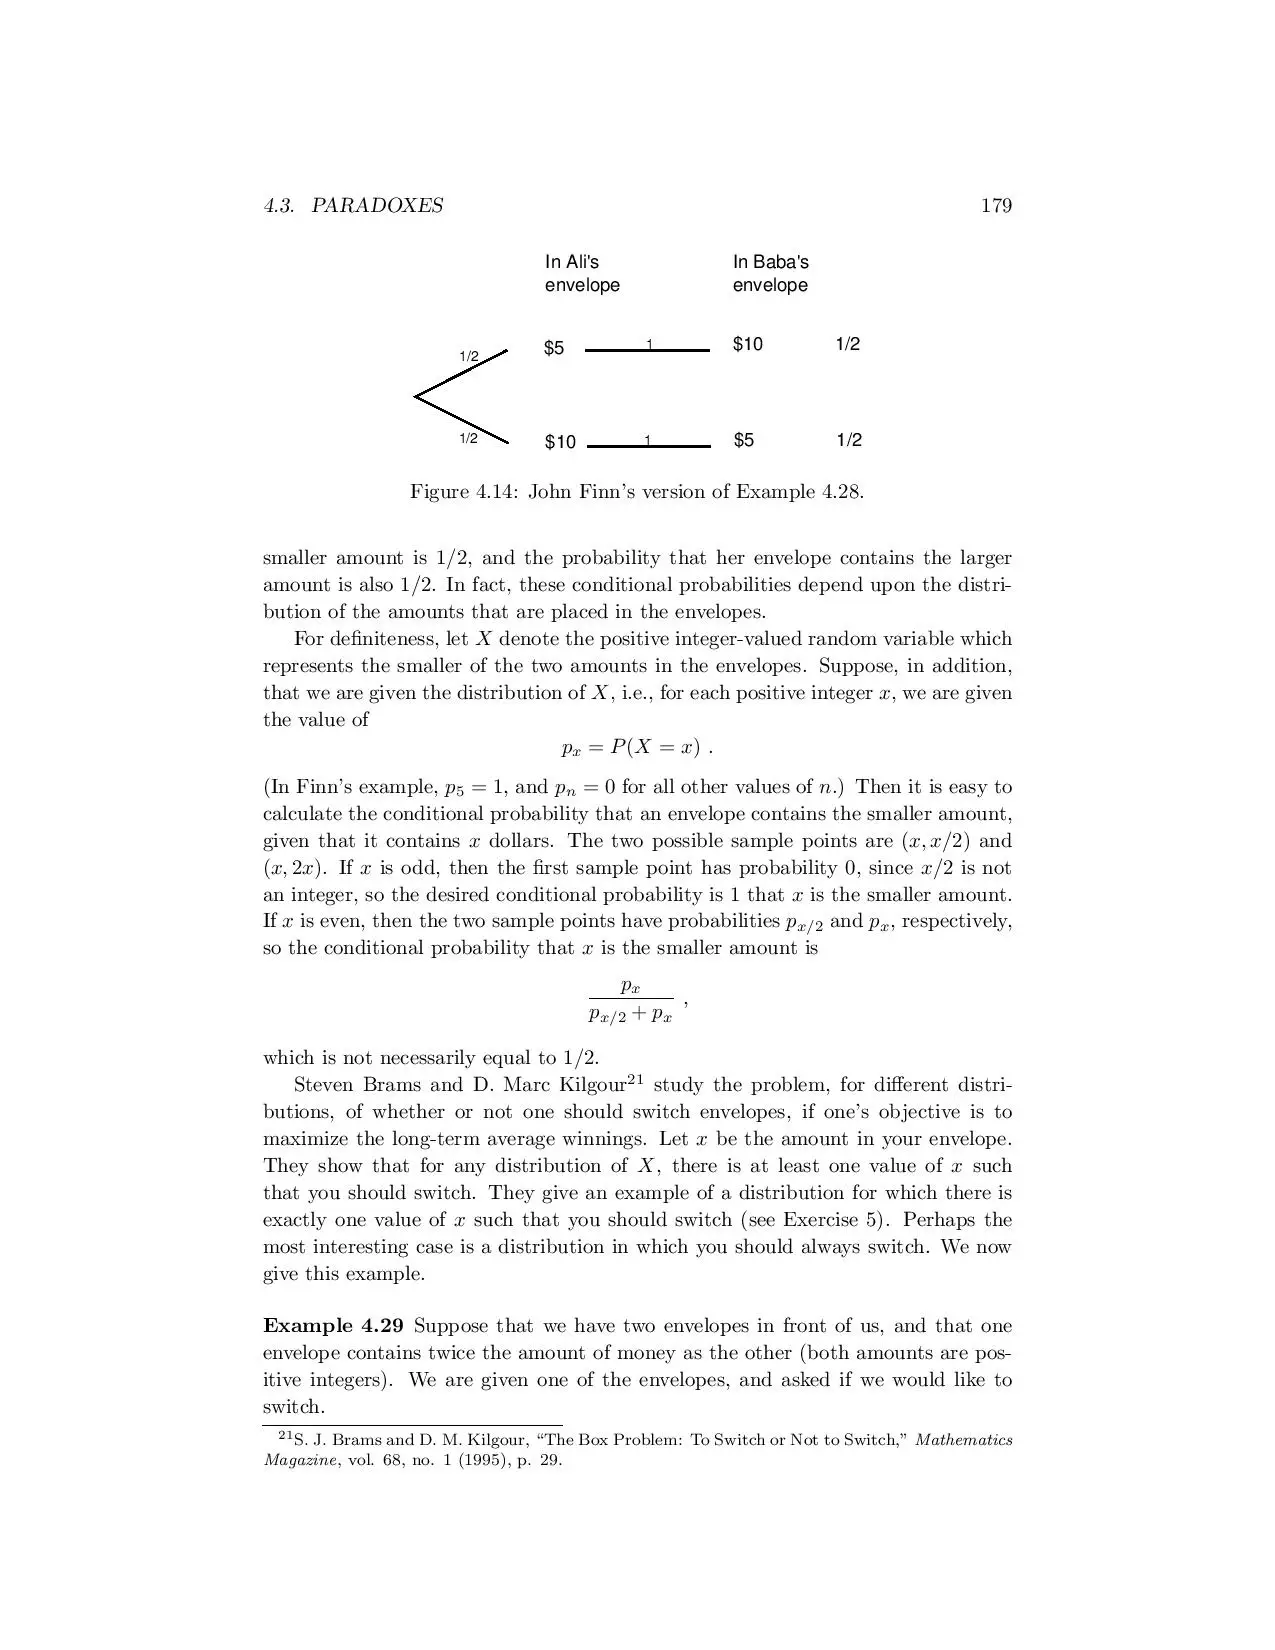 4.3. PARADOXES 179
In Ali's In Baba's
envelope envelope
1/2 $5 1 $10 1/2
1/2 $10 1 $5 1/2
Figure 4.14: John Finn’s version of Example 4.28.
smaller amount is 1/2, and the probability that her envelope contains the larger
amount is also 1/2. In fact, these conditional probabilities depend upon the distri-
bution of the amounts that are placed in the envelopes.
For definiteness, let X denote the positive integer-valued random variable which
represents the smaller of the two amounts in the envelopes. Suppose, in addition,
that we are given the distribution of X, i.e., for each positive integer x, we are given
the value of
pₓ = P(X = x) .
(In Finn’s example, p₅ = 1, and pₙ = 0 for all other values of n.) Then it is easy to
calculate the conditional probability that an envelope contains the smaller amount,
given that it contains x dollars. The two possible sample points are (x, x/2) and
(x, 2x). If x is odd, then the first sample point has probability 0, since x/2 is not
an integer, so the desired conditional probability is 1 that x is the smaller amount.
If x is even, then the two sample points have probabilities pₓ/₂ and pₓ, respectively,
so the conditional probability that x is the smaller amount is
pₓ
pₓ/₂ + pₓ ,
which is not necessarily equal to 1/2.
Steven Brams and D. Marc Kilgour²¹ study the problem, for different distri-
butions, of whether or not one should switch envelopes, if one’s objective is to
maximize the long-term average winnings. Let x be the amount in your envelope.
They show that for any distribution of X, there is at least one value of x such
that you should switch. They give an example of a distribution for which there is
exactly one value of x such that you should switch (see Exercise 5). Perhaps the
most interesting case is a distribution in which you should always switch. We now
give this example.
Example 4.29 Suppose that we have two envelopes in front of us, and that one
envelope contains twice the amount of money as the other (both amounts are pos-
itive integers). We are given one of the envelopes, and asked if we would like to
switch.
²¹S. J. Brams and D. M. Kilgour, “The Box Problem: To Switch or Not to Switch,” Mathematics
Magazine, vol. 68, no. 1 (1995), p. 29.